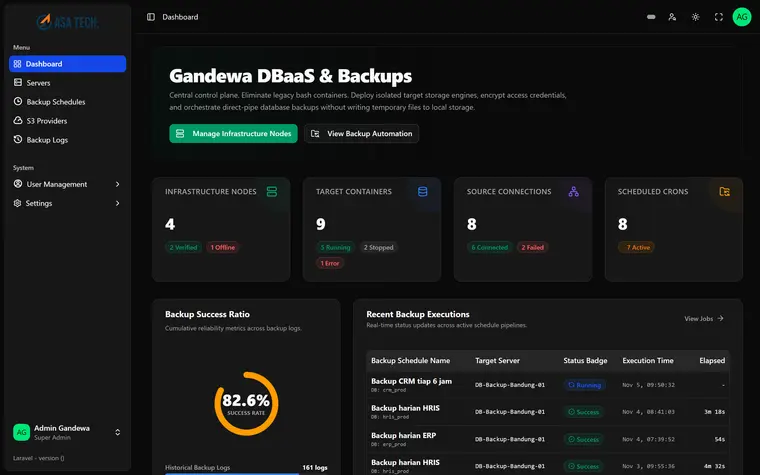 ASA TECH
Dashboard
AG
Menu
Dashboard
Servers
Backup Schedules
S3 Providers
Backup Logs
System
User Management
Settings
AG
Admin Gandewa
Super Admin
Laravel - version ()
Gandewa DBaaS & Backups
Central control plane. Eliminate legacy bash containers. Deploy isolated target storage engines, encrypt access credentials,
and orchestrate direct-pipe database backups without writing temporary files to local storage.
Manage Infrastructure Nodes
View Backup Automation
INFRASTRUCTURE NODES
4
2 Verified
1 Offline
TARGET CONTAINERS
9
5 Running
2 Stopped
1 Error
SOURCE CONNECTIONS
8
6 Connected
2 Failed
SCHEDULED CRONS
8
7 Active
Backup Success Ratio
Cumulative reliability metrics across backup logs.
82.6%
SUCCESS RATE
Historical Backup Logs 161 logs
Recent Backup Executions
Real-time status updates across active schedule pipelines.
View Jobs
Backup Schedule Name Target Server Status Badge Execution Time Elapsed
Backup CRM tiap 6 jam
DB: crm_prod
DB-Backup-Bandung-01 Running Nov 5, 09:50:32 -
Backup harian HRIS
DB: hris_prod
DB-Backup-Bandung-01 Success Nov 4, 08:41:03 3m 18s
Backup harian ERP
DB: erp_prod
DB-Backup-Bandung-01 Success Nov 4, 07:39:52 54s
Backup harian HRIS
DB-Backup-Bandung-01 Success Nov 3, 55:36 4m 32s